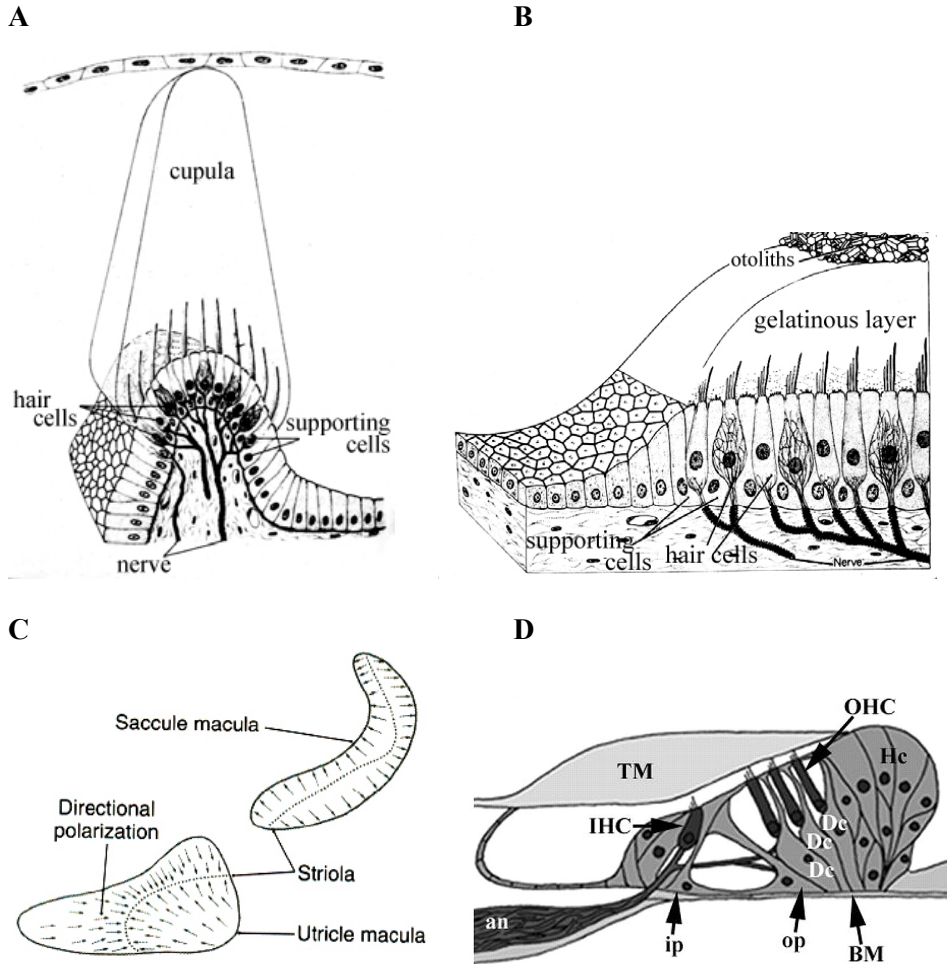 A
B
cupula
hair
cells
supporting
cells
nerve
otoliths
gelatinous layer
supporting
cells
hair cells
Nerve
C
D
Saccule macula
Directional
polarization
Striola
Utricle macula
OHC
Hc
TM
IHC
Dc
Dc
Dc
an
ip
op
BM